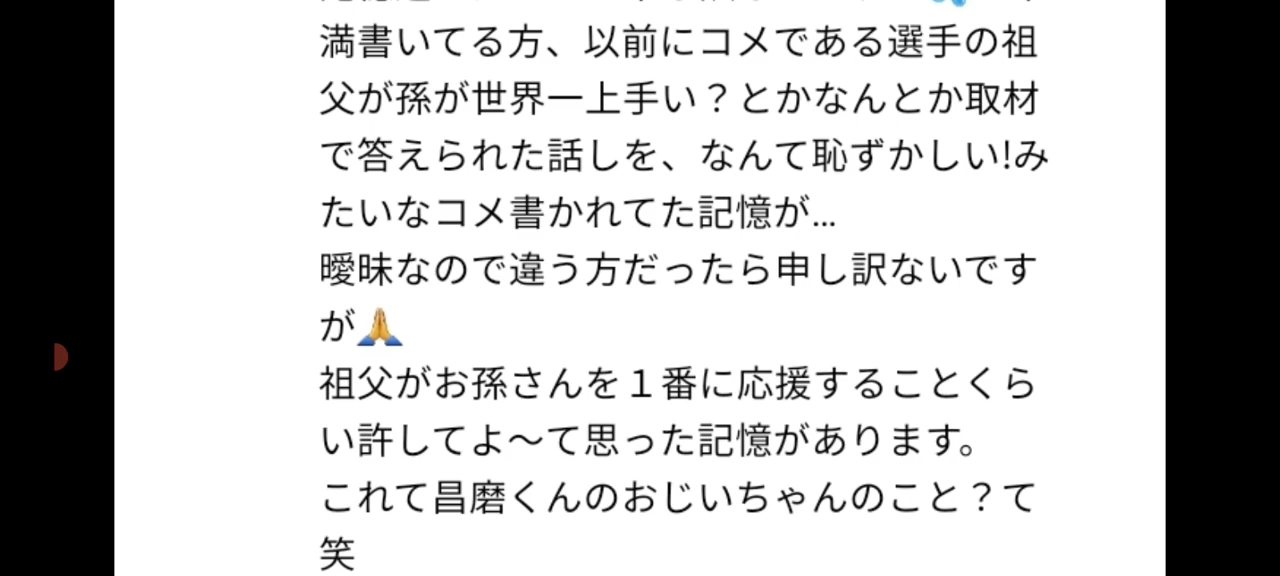 満書いてる方、以前にコメである選手の祖
父が孫が世界一上手い？とかなんとか取材
で答えられた話しを、なんて恥ずかしい!み
たいなコメ書かれてた記憶が...
曖昧なので違う方だったら申し訳ないです
が🙏
祖父がお孫さんを１番に応援することくら
い許してよ〜て思った記憶があります。
これて昌磨くんのおじいちゃんのこと？て
笑